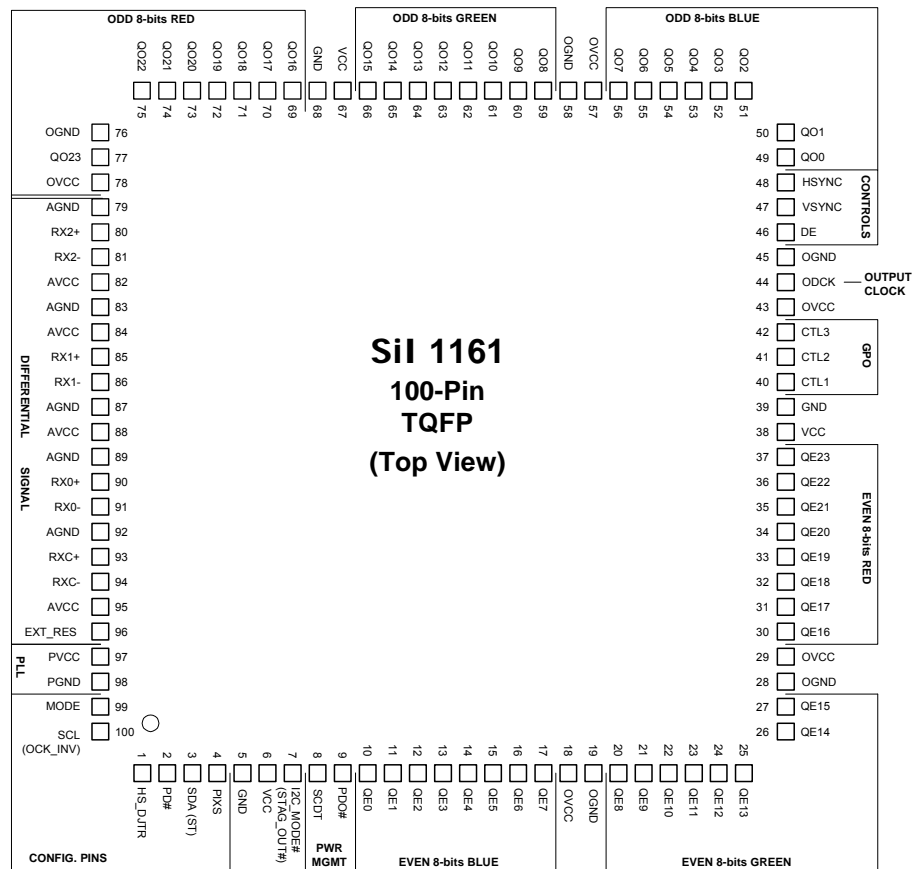 ODD 8-bits RED
ODD 8-bits GREEN
ODD 8-bits BLUE
QO22 QO21 QO20 QO19 QO18 QO17 QO16 GND VCC QO15 QO14 QO13 QO12 QO11 QO10 QO9 QO8 OGND OVCC QO7 QO6 QO5 QO4 QO3 QO2
75 74 73 72 71 70 69 68 67 66 65 64 63 62 61 60 59 58 57 56 55 54 53 52 51
OGND 76
QO23 77
OVCC 78
AGND 79
RX2+ 80
RX2- 81
AVCC 82
AGND 83
AVCC 84
RX1+ 85
RX1- 86
AGND 87
AVCC 88
AGND 89
RX0+ 90
RX0- 91
AGND 92
RXC+ 93
RXC- 94
AVCC 95
EXT_RES 96
PVCC 97
PGND 98
MODE 99
SCL 100
(OCK_INV)
DIFFERENTIAL SIGNAL
PLL
SiI 1161
100-Pin
TQFP
(Top View)
50 QO1
49 QO0
48 HSYNC
47 VSYNC
46 DE
45 OGND
44 ODCK
43 OVCC
42 CTL3
41 CTL2
40 CTL1
39 GND
38 VCC
37 QE23
36 QE22
35 QE21
34 QE20
33 QE19
32 QE18
31 QE17
30 QE16
29 OVCC
28 OGND
27 QE15
26 QE14
CONTROLS
OUTPUT
CLOCK
GPO
EVEN 8-bits RED
1 2 3 4 5 6 7 8 9 10 11 12 13 14 15 16 17 18 19 20 21 22 23 24 25
HS_DJTR PD# SDA (ST) PIXS GND VCC I2C_MODE# (STAG_OUT#) SCDT PDO# QE0 QE1 QE2 QE3 QE4 QE5 QE6 QE7 OVCC OGND QE8 QE9 QE10 QE11 QE12 QE13
CONFIG. PINS
PWR
MGMT
EVEN 8-bits BLUE
EVEN 8-bits GREEN